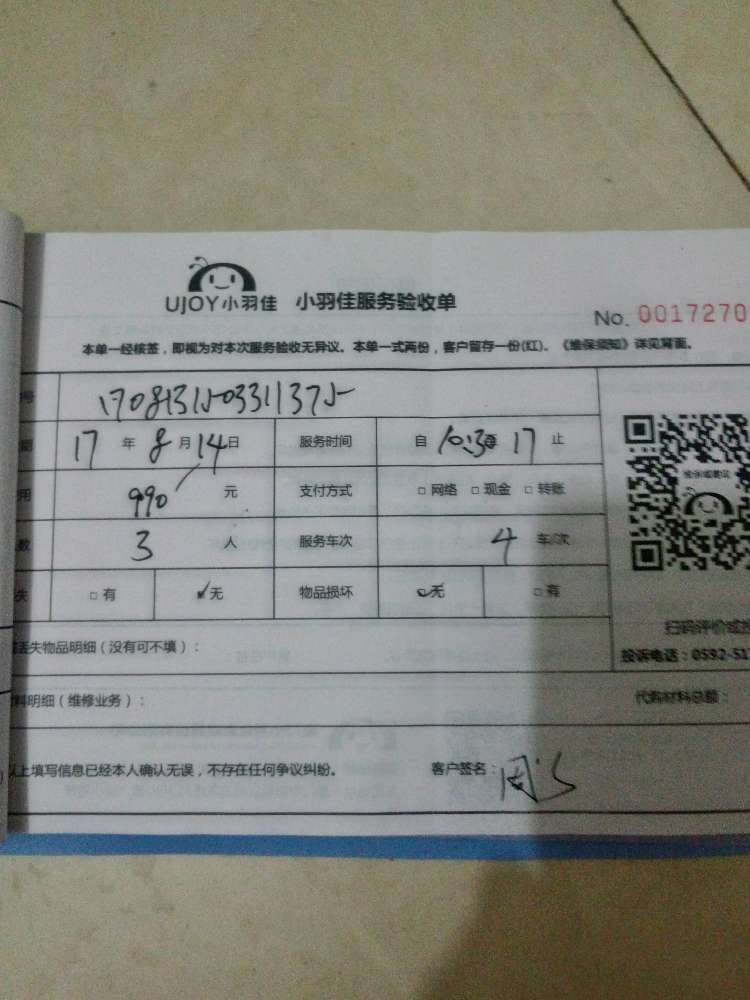 UJOY小羽佳 小羽佳服务验收单
No. 0017270
本单一经核签，即视为对本次服务验收无异议。本单一式两份，客户留存一份(红)。《维保须知》详见背面。
号 1708131503311375
期 17 年 8 月 14 日 服务时间 自 10:30 17 止
用 990 元 支付方式 □ 网络 □ 现金 □ 转账
数 3 人 服务车次 4 车/次
失 □ 有 ✓ 无 物品损坏 ✓ 无 □ 有
扫码评价或投
丢失物品明细（没有可不填）：
投诉电话：0592-51
料明细（维修业务）： 代购材料总额：
以上填写信息已经本人确认无误，不存在任何争议纠纷。 客户签名：周